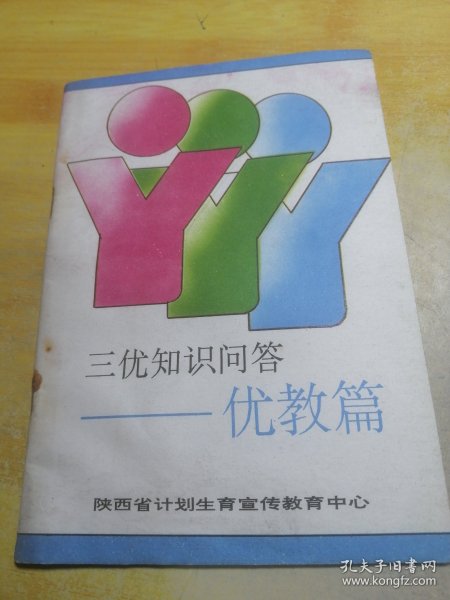 三优知识问答
——优教篇
陕西省计划生育宣传教育中心
孔夫子旧书网
www.kongfz.com